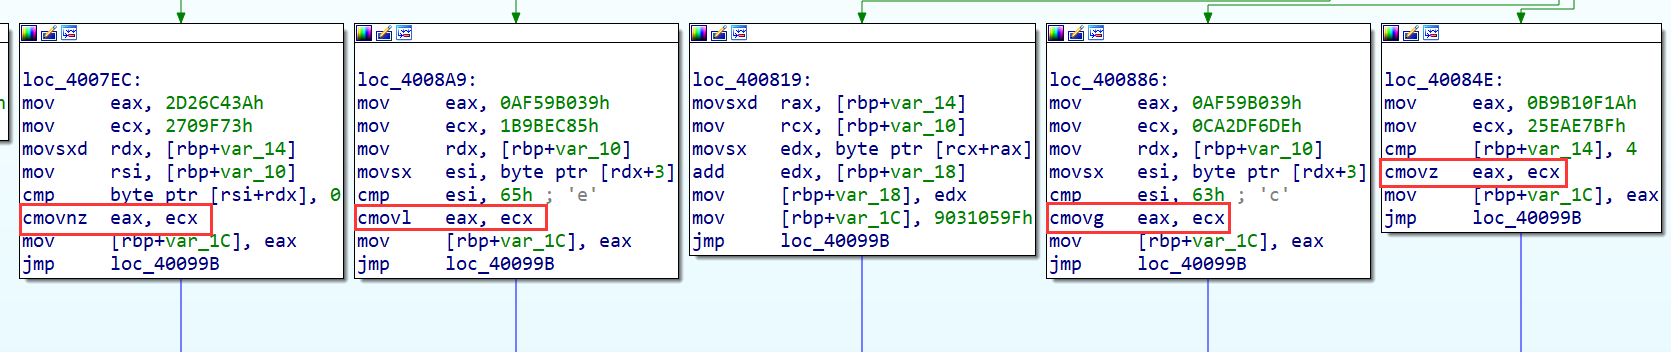 loc_4007EC:
mov eax, 2D26C43Ah
mov ecx, 2709F73h
movsxd rdx, [rbp+var_14]
mov rsi, [rbp+var_10]
cmp byte ptr [rsi+rdx], 0
cmovnz eax, ecx
mov [rbp+var_1C], eax
jmp loc_40099B
loc_4008A9:
mov eax, 0AF59B039h
mov ecx, 1B9BEC85h
mov rdx, [rbp+var_10]
movsx esi, byte ptr [rdx+3]
cmp esi, 65h ; 'e'
cmovl eax, ecx
mov [rbp+var_1C], eax
jmp loc_40099B
loc_400819:
movsxd rax, [rbp+var_14]
mov rcx, [rbp+var_10]
movsx edx, byte ptr [rcx+rax]
add edx, [rbp+var_18]
mov [rbp+var_18], edx
mov [rbp+var_1C], 9031059Fh
jmp loc_40099B
loc_400886:
mov eax, 0AF59B039h
mov ecx, 0CA2DF6DEh
mov rdx, [rbp+var_10]
movsx esi, byte ptr [rdx+3]
cmp esi, 63h ; 'c'
cmovg eax, ecx
mov [rbp+var_1C], eax
jmp loc_40099B
loc_40084E:
mov eax, 0B9B10F1Ah
mov ecx, 25EAE7BFh
cmp [rbp+var_14], 4
cmovz eax, ecx
mov [rbp+var_1C], eax
jmp loc_40099B